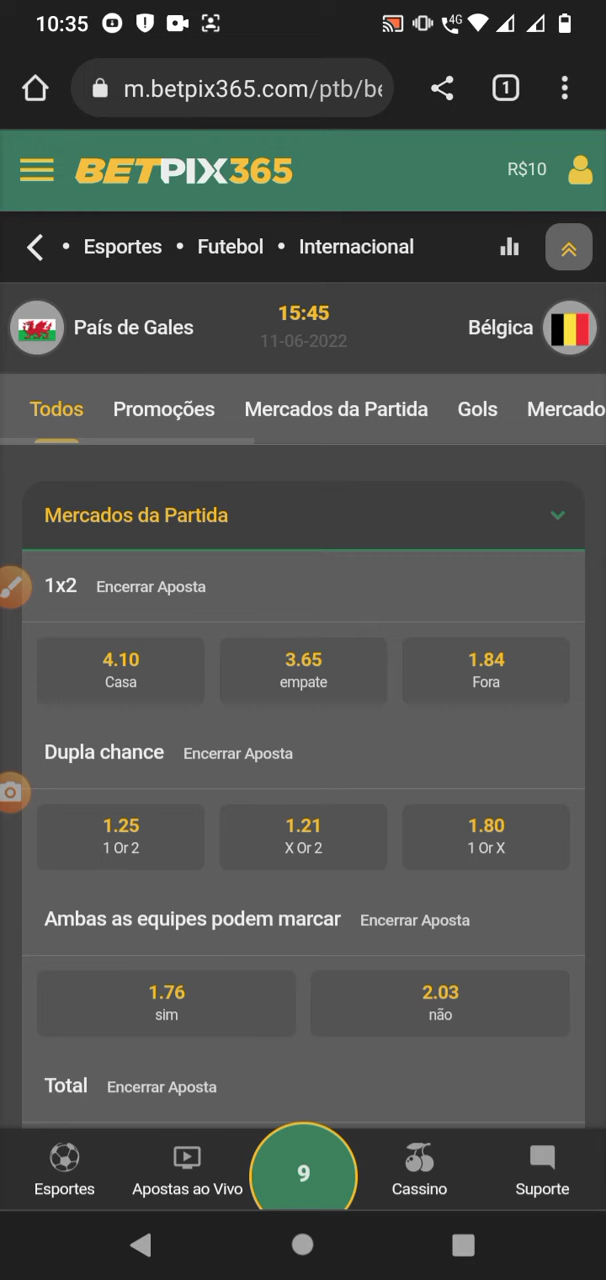 10:35
4G
m.betpix365.com/ptb/be
1
BETPIX365
R$10
• Esportes • Futebol • Internacional
País de Gales
15:45
11-06-2022
Bélgica
Todos Promoções Mercados da Partida Gols Mercado
Mercados da Partida
1x2 Encerrar Aposta
4.10 3.65 1.84
Casa empate Fora
Dupla chance Encerrar Aposta
1.25 1.21 1.80
1 Or 2 X Or 2 1 Or X
Ambas as equipes podem marcar Encerrar Aposta
1.76 2.03
sim não
Total Encerrar Aposta
9
Esportes Apostas ao Vivo Cassino Suporte